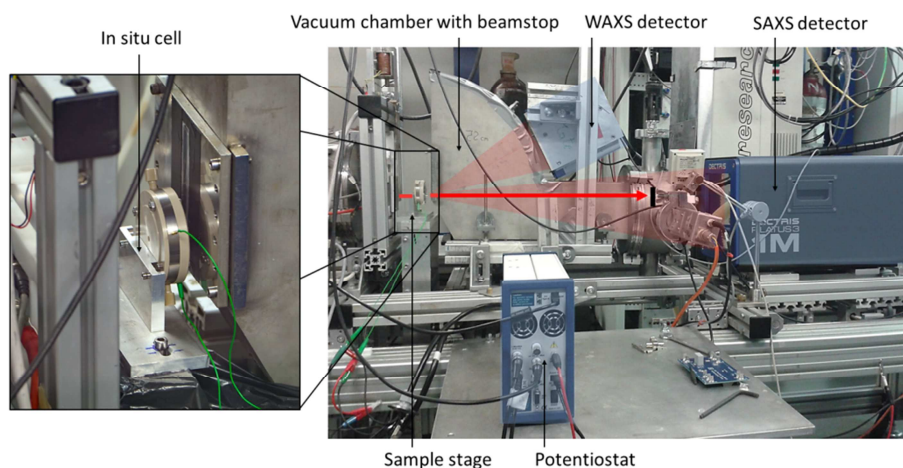 Vacuum chamber with beamstop
WAXS detector
SAXS detector
In situ cell
research
DECTRIS
PILATUS3
1M
Sample stage
Potentiostat